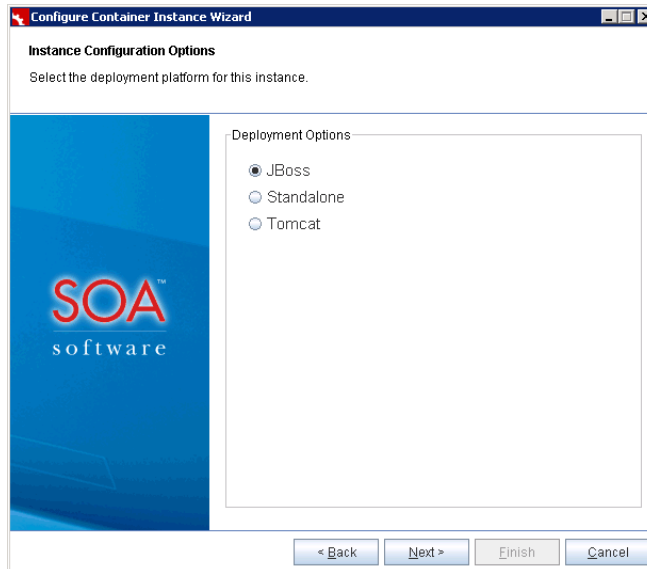 Configure Container Instance Wizard
Instance Configuration Options
Select the deployment platform for this instance.
Deployment Options
JBoss
Standalone
Tomcat
SOA™
software
< Back
Next >
Finish
Cancel